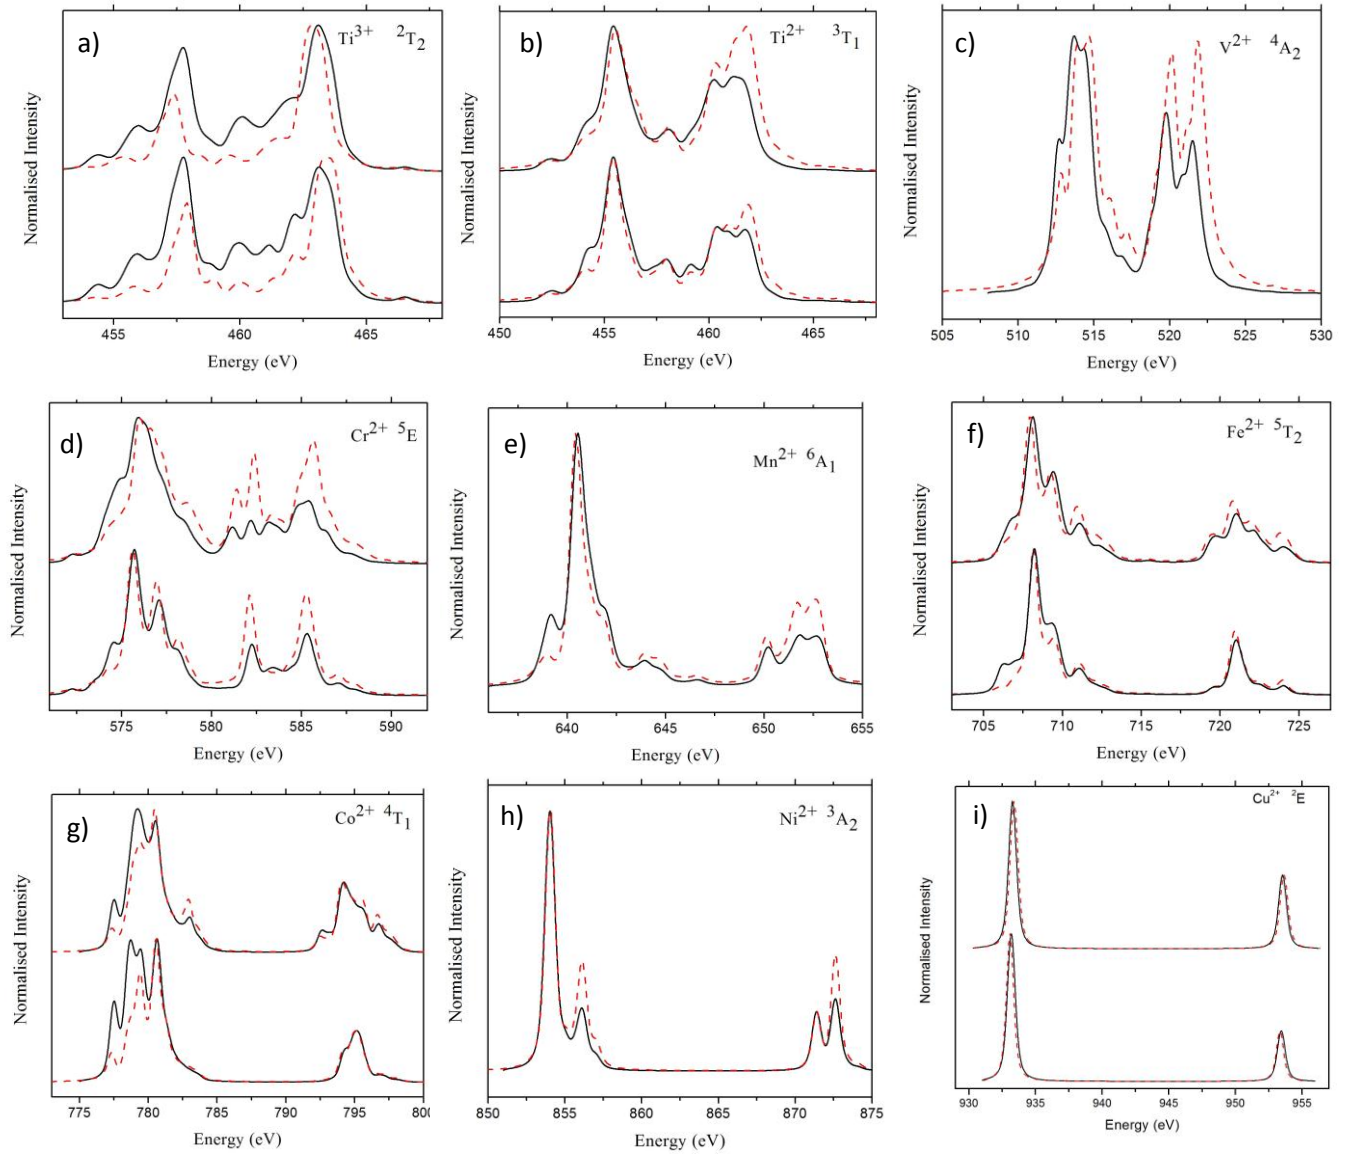 a)
Ti3+ 2T2
Normalised Intensity
455 460 465
Energy (eV)
b)
Ti2+ 3T1
Normalised Intensity
450 455 460 465
Energy (eV)
c)
V2+ 4A2
Normalised Intensity
505 510 515 520 525 530
Energy (eV)
d)
Cr2+ 5E
Normalised Intensity
575 580 585 590
Energy (eV)
e)
Mn2+ 6A1
Normalised Intensity
640 645 650 655
Energy (eV)
f)
Fe2+ 5T2
Normalised Intensity
705 710 715 720 725
Energy (eV)
g)
Co2+ 4T1
Normalised Intensity
775 780 785 790 795 800
Energy (eV)
h)
Ni2+ 3A2
Normalised Intensity
850 855 860 865 870 875
Energy (eV)
i)
Cu2+ 2E
Normalised Intensity
930 935 940 945 950 955
Energy (eV)